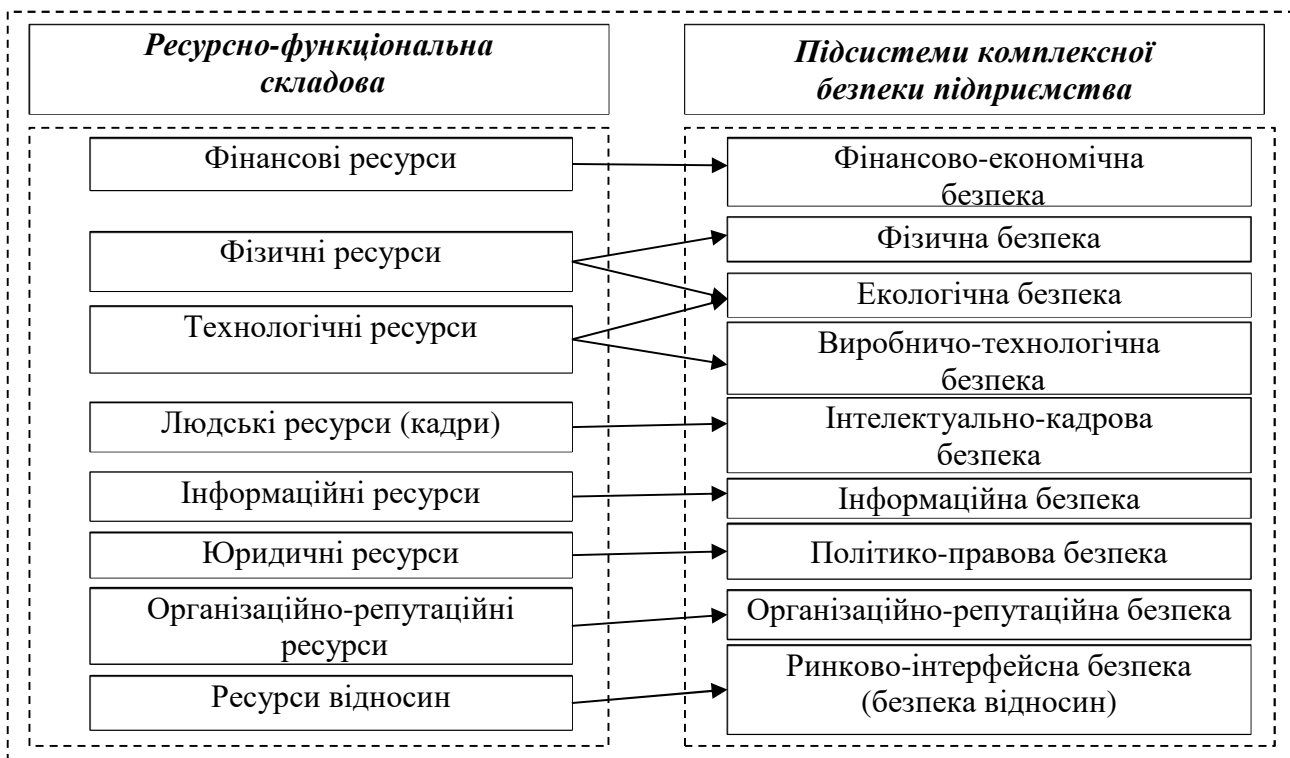 Ресурсно-функціональна
складова
Підсистеми комплексної
безпеки підприємства
Фінансові ресурси
Фізичні ресурси
Технологічні ресурси
Людські ресурси (кадри)
Інформаційні ресурси
Юридичні ресурси
Організаційно-репутаційні
ресурси
Ресурси відносин
Фінансово-економічна
безпека
Фізична безпека
Екологічна безпека
Виробничо-технологічна
безпека
Інтелектуально-кадрова
безпека
Інформаційна безпека
Політико-правова безпека
Організаційно-репутаційна безпека
Ринково-інтерфейсна безпека
(безпека відносин)